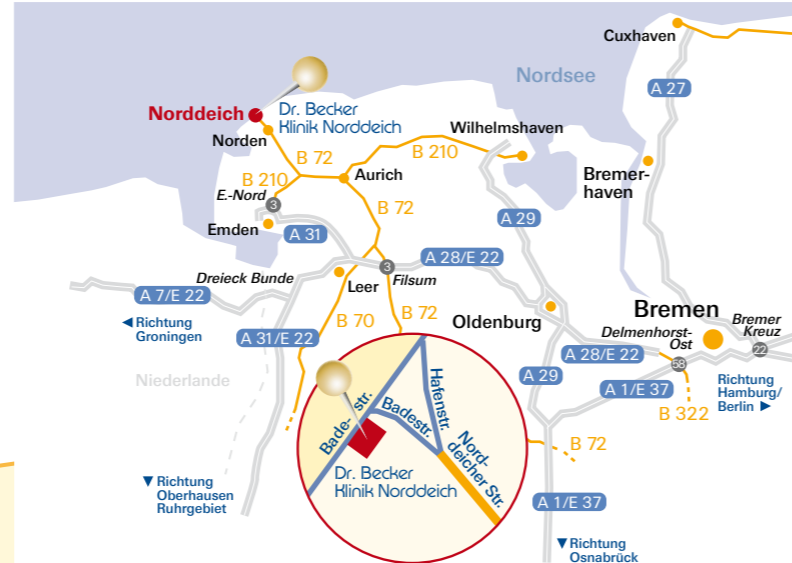 Cuxhaven
Nordsee
A 27
Norddeich
Dr. Becker
Klinik Norddeich
Wilhelmshaven
Norden
B 72
B 210
Bremer-
haven
B 210
Aurich
E.-Nord
3
B 72
A 29
Emden
A 31
A 28/E 22
Dreieck Bunde
3
Filsum
Leer
A 7/E 22
B 72
Bremen
Bremer
Kreuz
Oldenburg
Delmenhorst-
Ost
Richtung
Groningen
B 70
A 31/E 22
22
A 28/E 22
58
Niederlande
A 29
A 1/E 37
Richtung
Hamburg/
Berlin
B 322
Bade-
str.
Hafenstr.
Badestr.
Nord-
deicher Str.
B 72
Dr. Becker
Klinik Norddeich
Richtung
Oberhausen
Ruhrgebiet
A 1/E 37
Richtung
Osnabrück